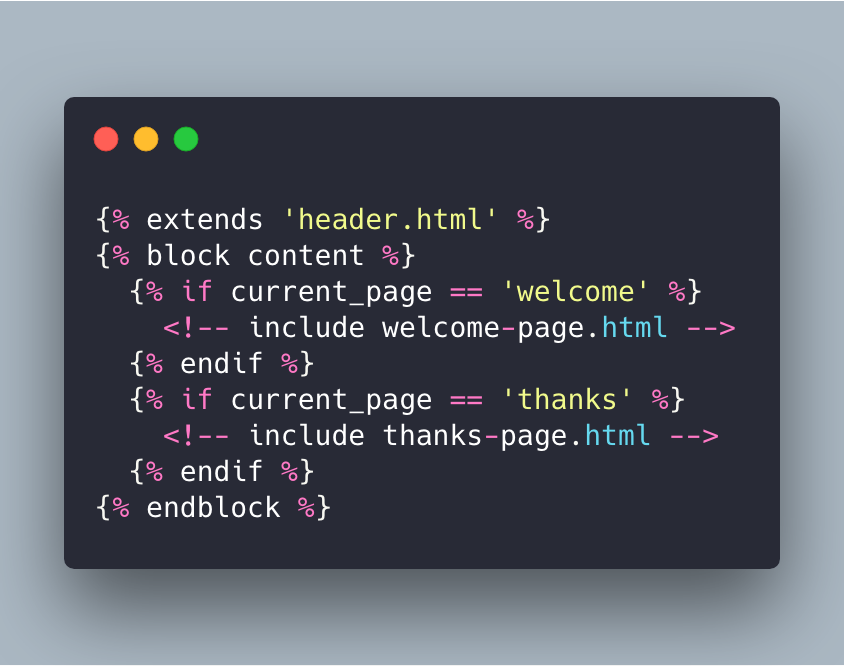 {% extends 'header.html' %}
{% block content %}
{% if current_page == 'welcome' %}
<!-- include welcome-page.html -->
{% endif %}
{% if current_page == 'thanks' %}
<!-- include thanks-page.html -->
{% endif %}
{% endblock %}